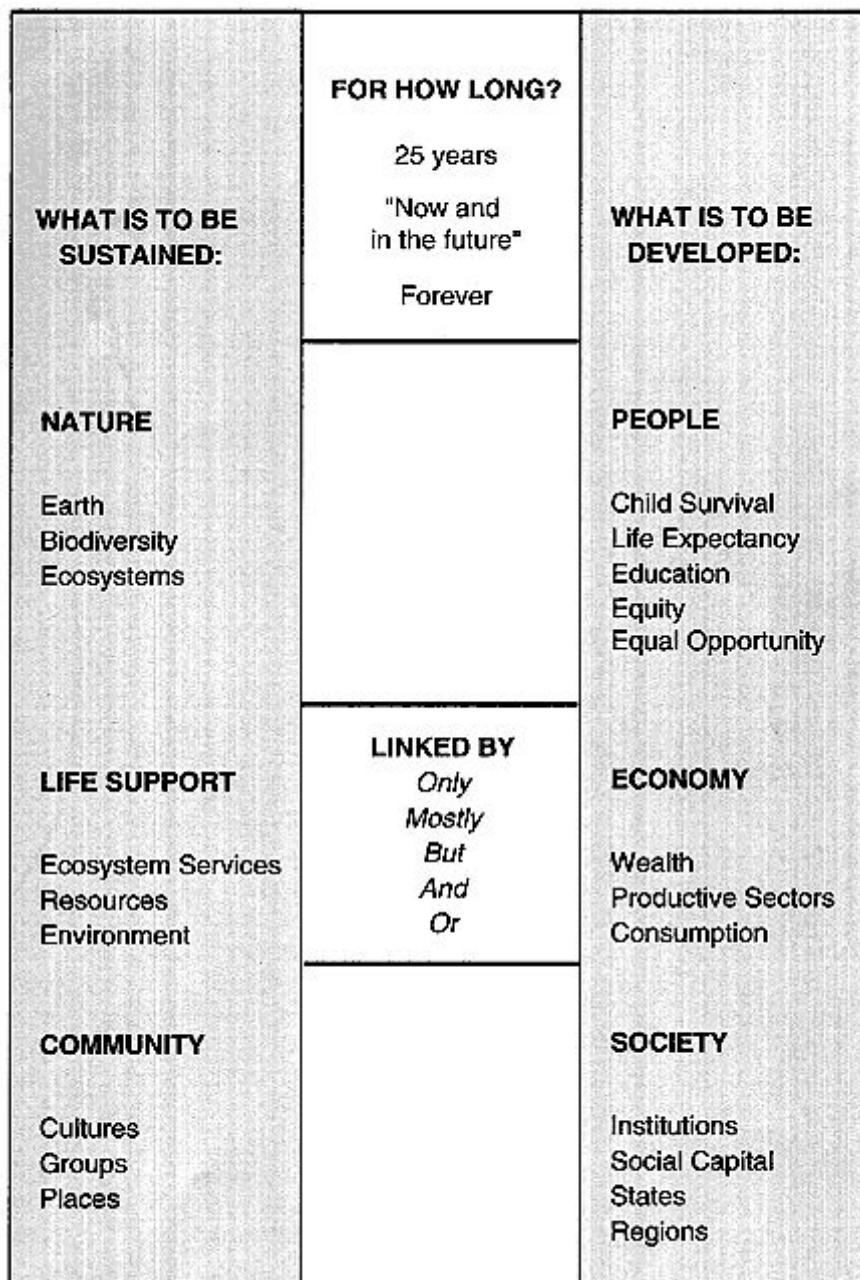 WHAT IS TO BE
SUSTAINED:
NATURE
Earth
Biodiversity
Ecosystems
LIFE SUPPORT
Ecosystem Services
Resources
Environment
COMMUNITY
Cultures
Groups
Places
FOR HOW LONG?
25 years
"Now and
in the future"
Forever
LINKED BY
Only
Mostly
But
And
Or
WHAT IS TO BE
DEVELOPED:
PEOPLE
Child Survival
Life Expectancy
Education
Equity
Equal Opportunity
ECONOMY
Wealth
Productive Sectors
Consumption
SOCIETY
Institutions
Social Capital
States
Regions